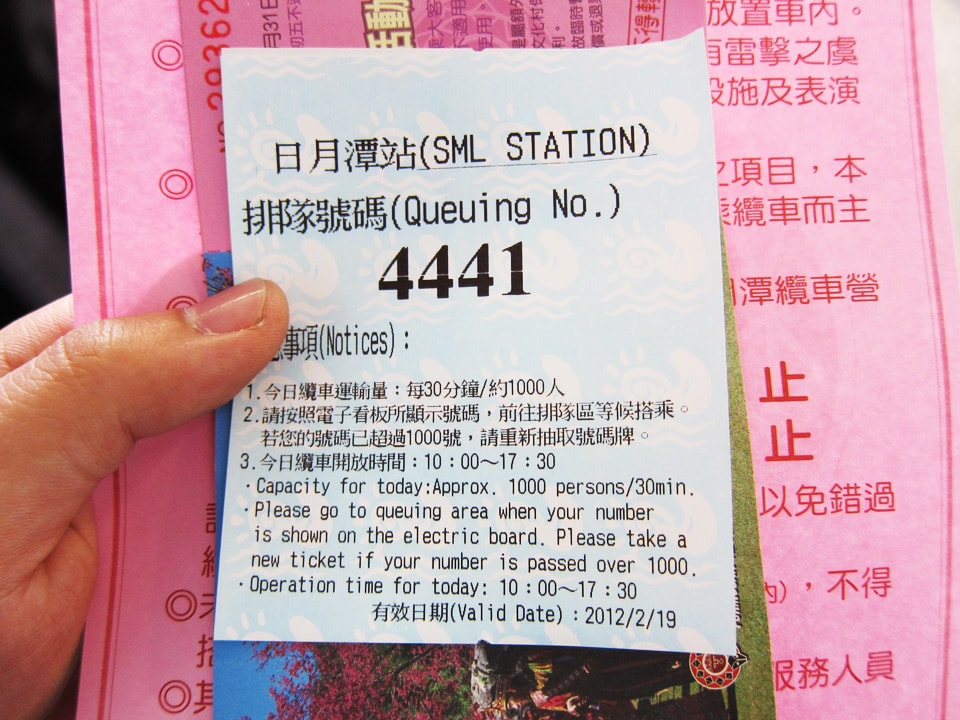 日月潭站(SML STATION)
排隊號碼(Queuing No.)
4441
事項(Notices)：
1.今日纜車運輸量：每30分鐘/約1000人
2.請按照電子看板所顯示號碼，前往排隊區等候搭乘。
若您的號碼已超過1000號，請重新抽取號碼牌。
3.今日纜車開放時間：10：00～17：30
·Capacity for today:Approx. 1000 persons/30min.
·Please go to queuing area when your number
is shown on the electric board. Please take a
new ticket if your number is passed over 1000.
·Operation time for today: 10：00～17：30
有效日期(Valid Date)：2012/2/19
活動
放置車內。
有雷擊之虞
設施及表演
項目，本
纜車而主
潭纜車營
止
止
以免錯過
，不得
服務人員